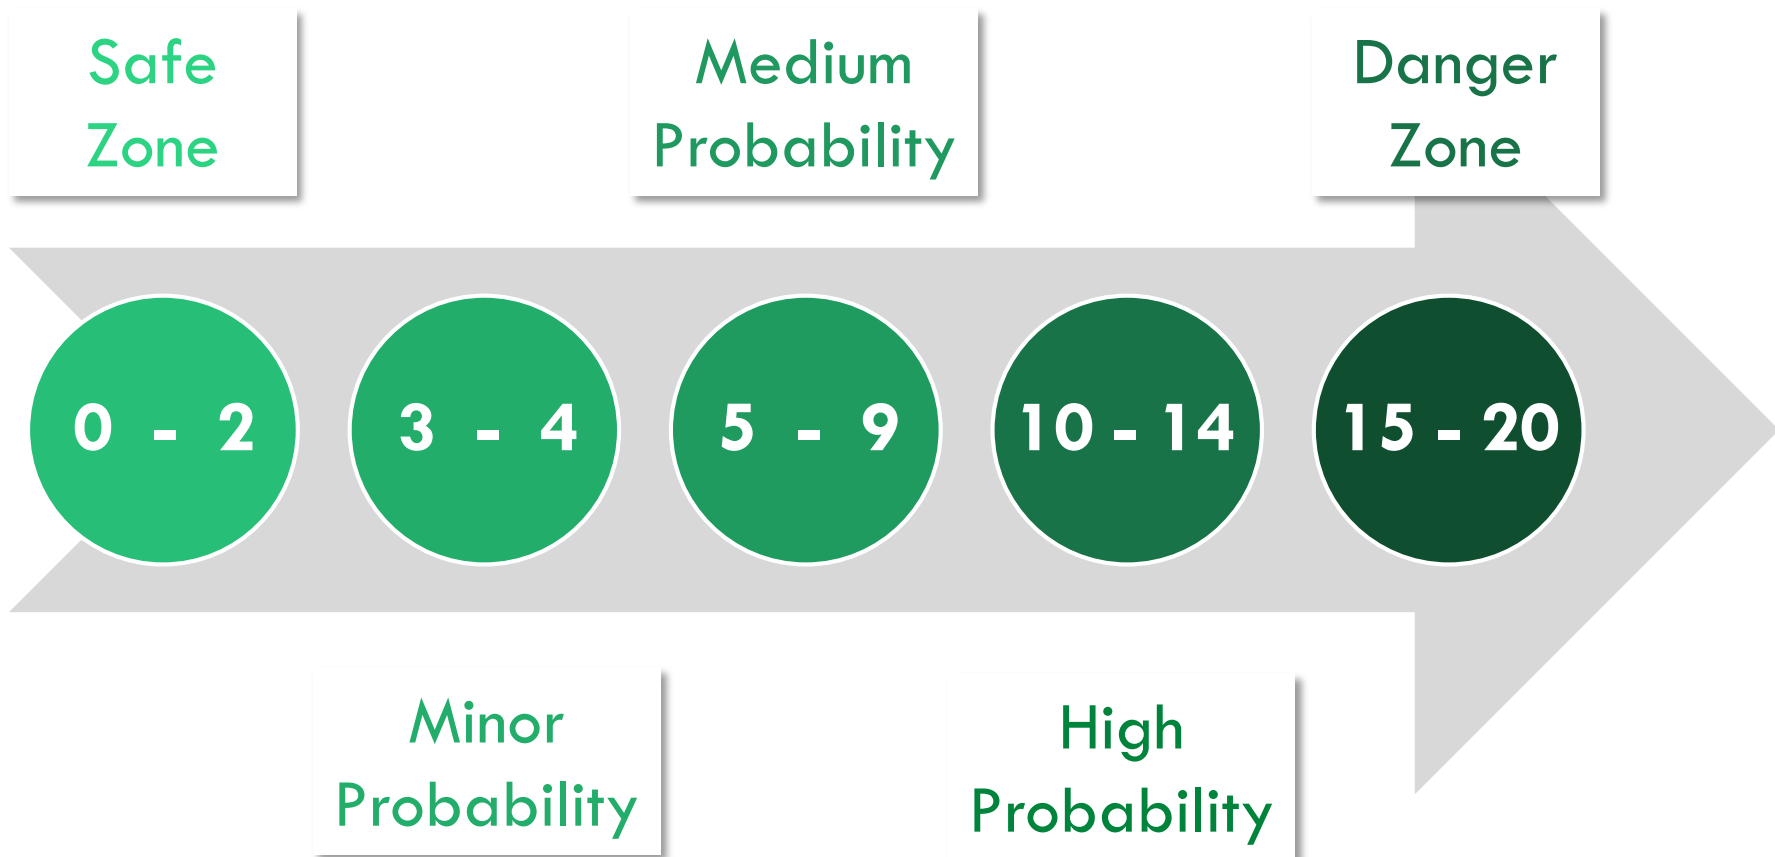 Safe
Zone
Medium
Probability
Danger
Zone
0 - 2
3 - 4
5 - 9
10 - 14
15 - 20
Minor
Probability
High
Probability